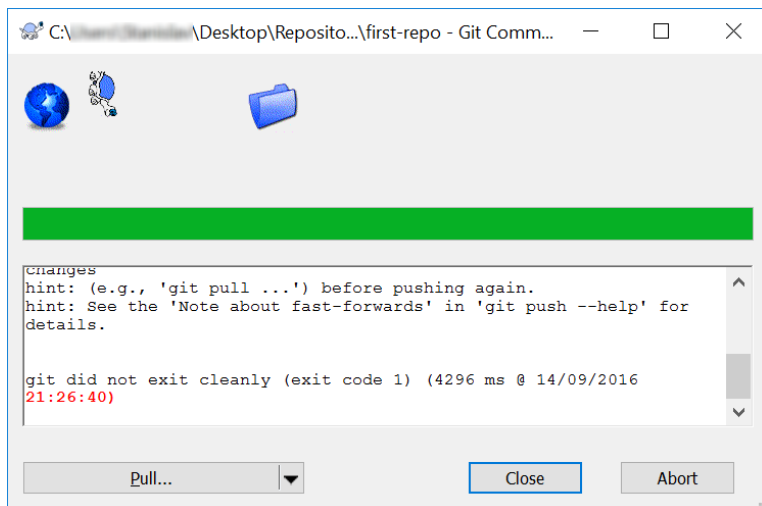 C:\ \Desktop\Reposito...\first-repo - Git Comm...
changes
hint: (e.g., 'git pull ...') before pushing again.
hint: See the 'Note about fast-forwards' in 'git push --help' for
details.
git did not exit cleanly (exit code 1) (4296 ms @ 14/09/2016
21:26:40)
Pull...
Close
Abort